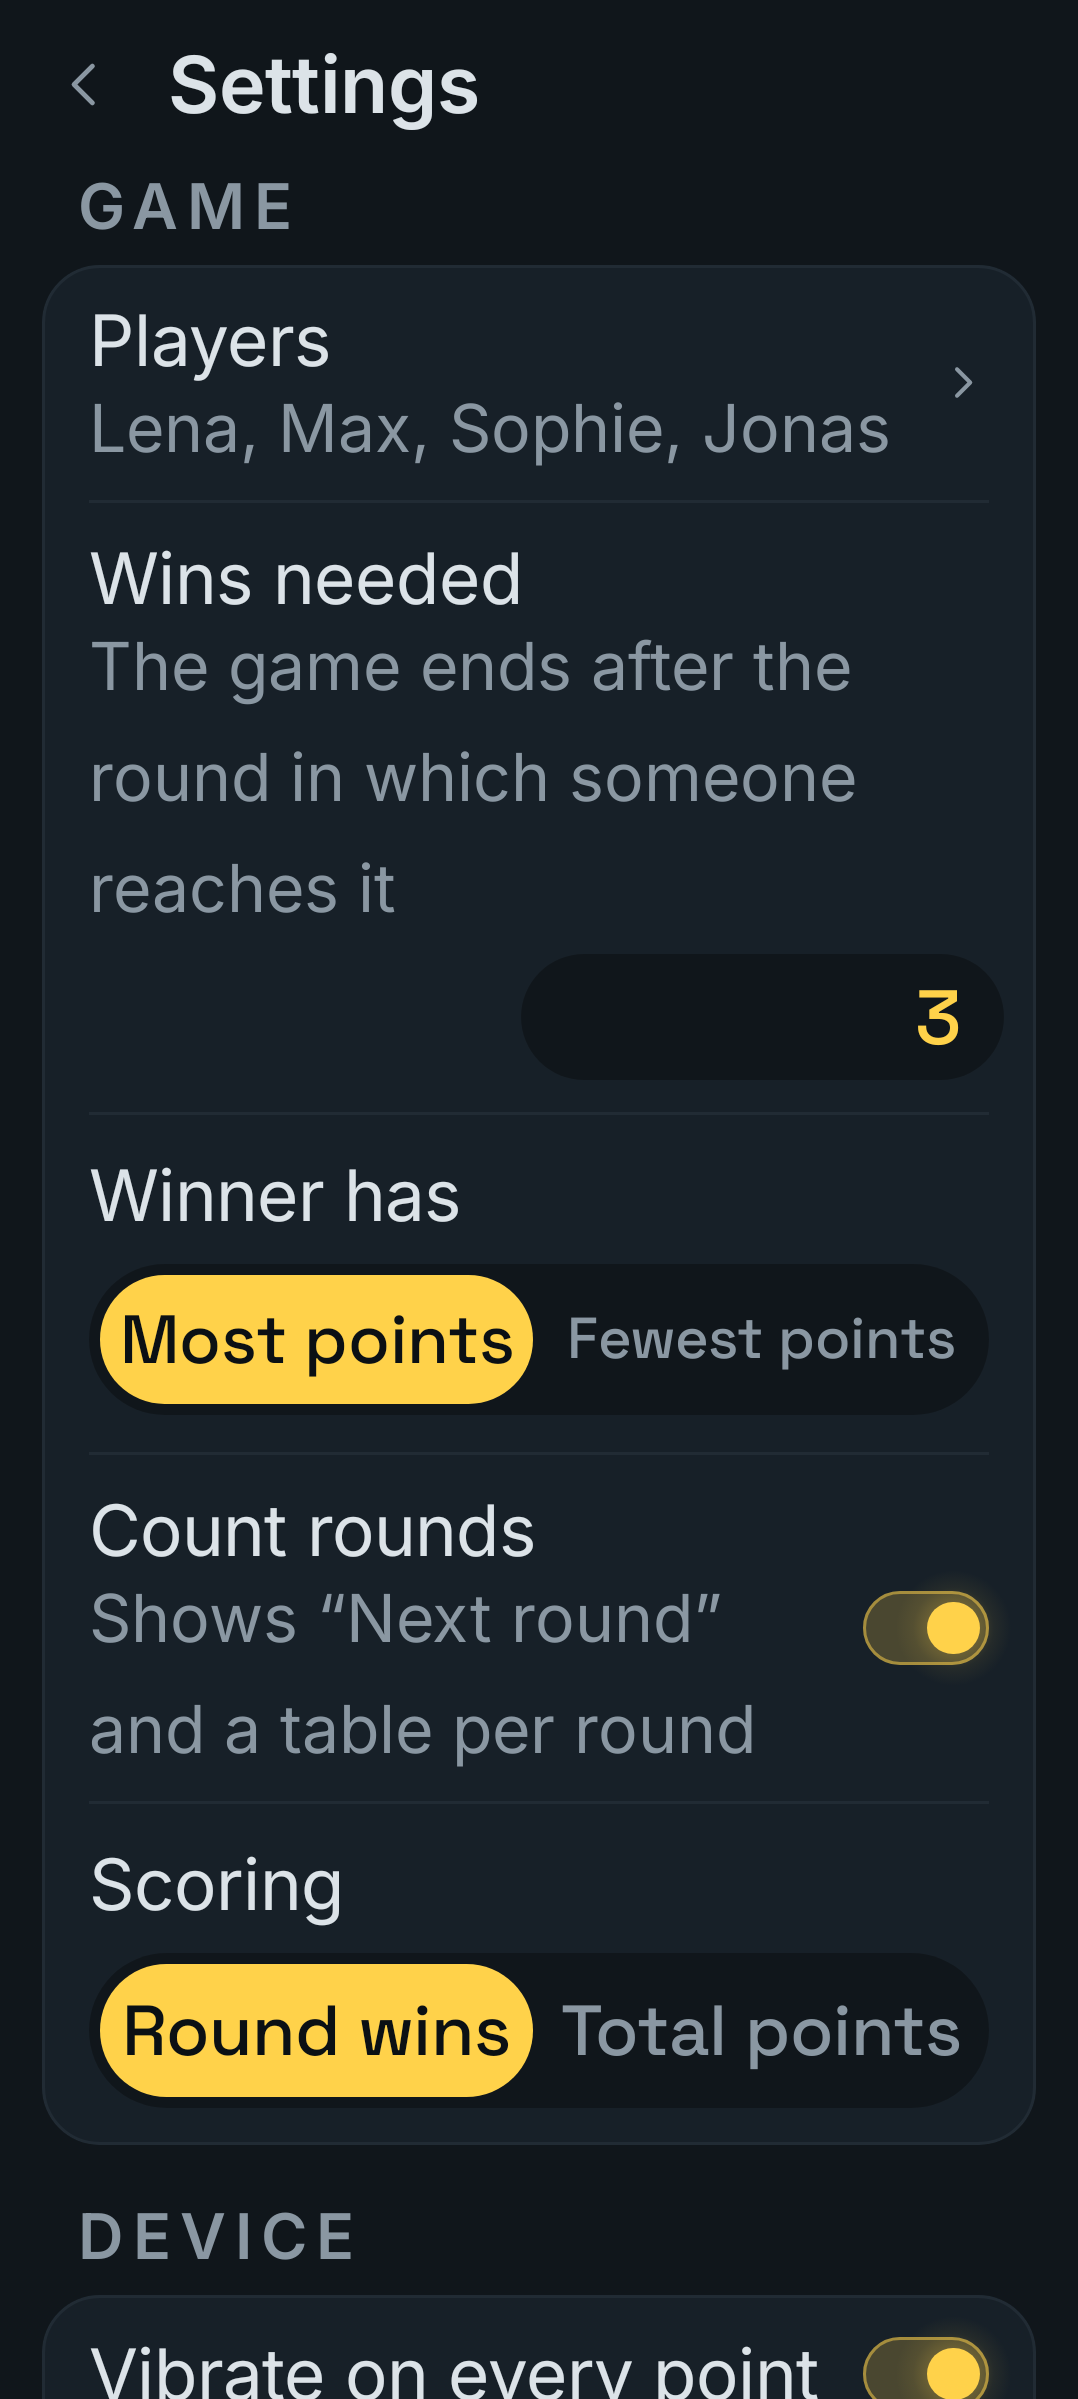 Settings
GAME
Players
Lena, Max, Sophie, Jonas
Wins needed
The game ends after the
round in which someone
reaches it
3
Winner has
Most points Fewest points
Count rounds
Shows “Next round”
and a table per round
Scoring
Round wins Total points
DEVICE
Vibrate on every point